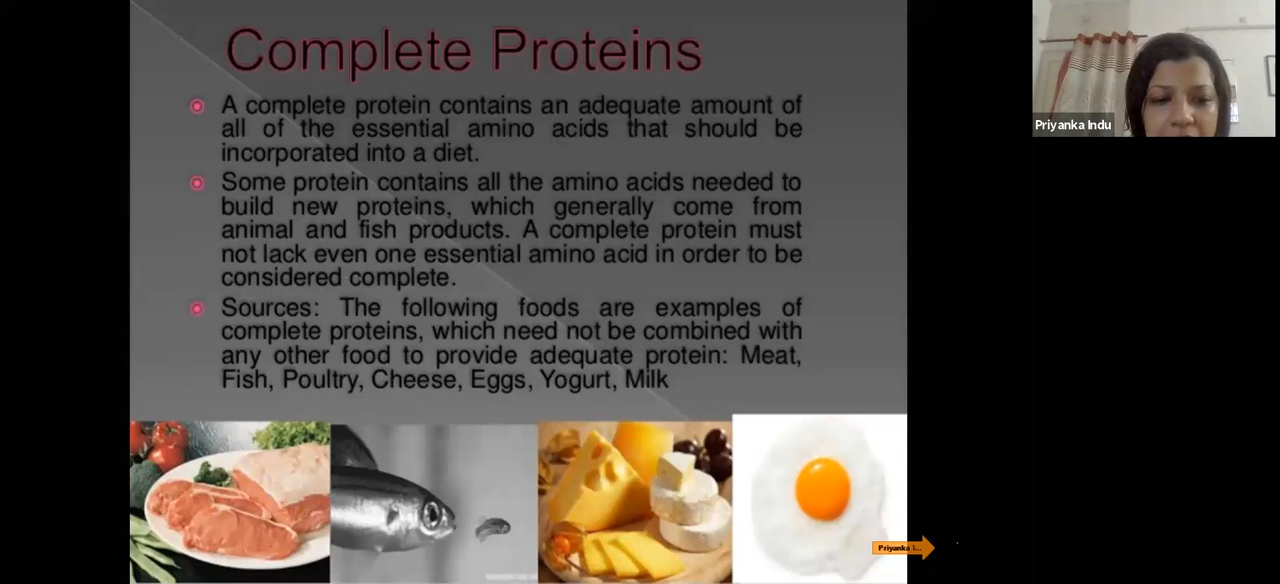 Complete Proteins
A complete protein contains an adequate amount of
all of the essential amino acids that should be
incorporated into a diet.
Some protein contains all the amino acids needed to
build new proteins, which generally come from
animal and fish products. A complete protein must
not lack even one essential amino acid in order to be
considered complete.
Sources: The following foods are examples of
complete proteins, which need not be combined with
any other food to provide adequate protein: Meat,
Fish, Poultry, Cheese, Eggs, Yogurt, Milk
Priyanka Indu
Priyanka I...